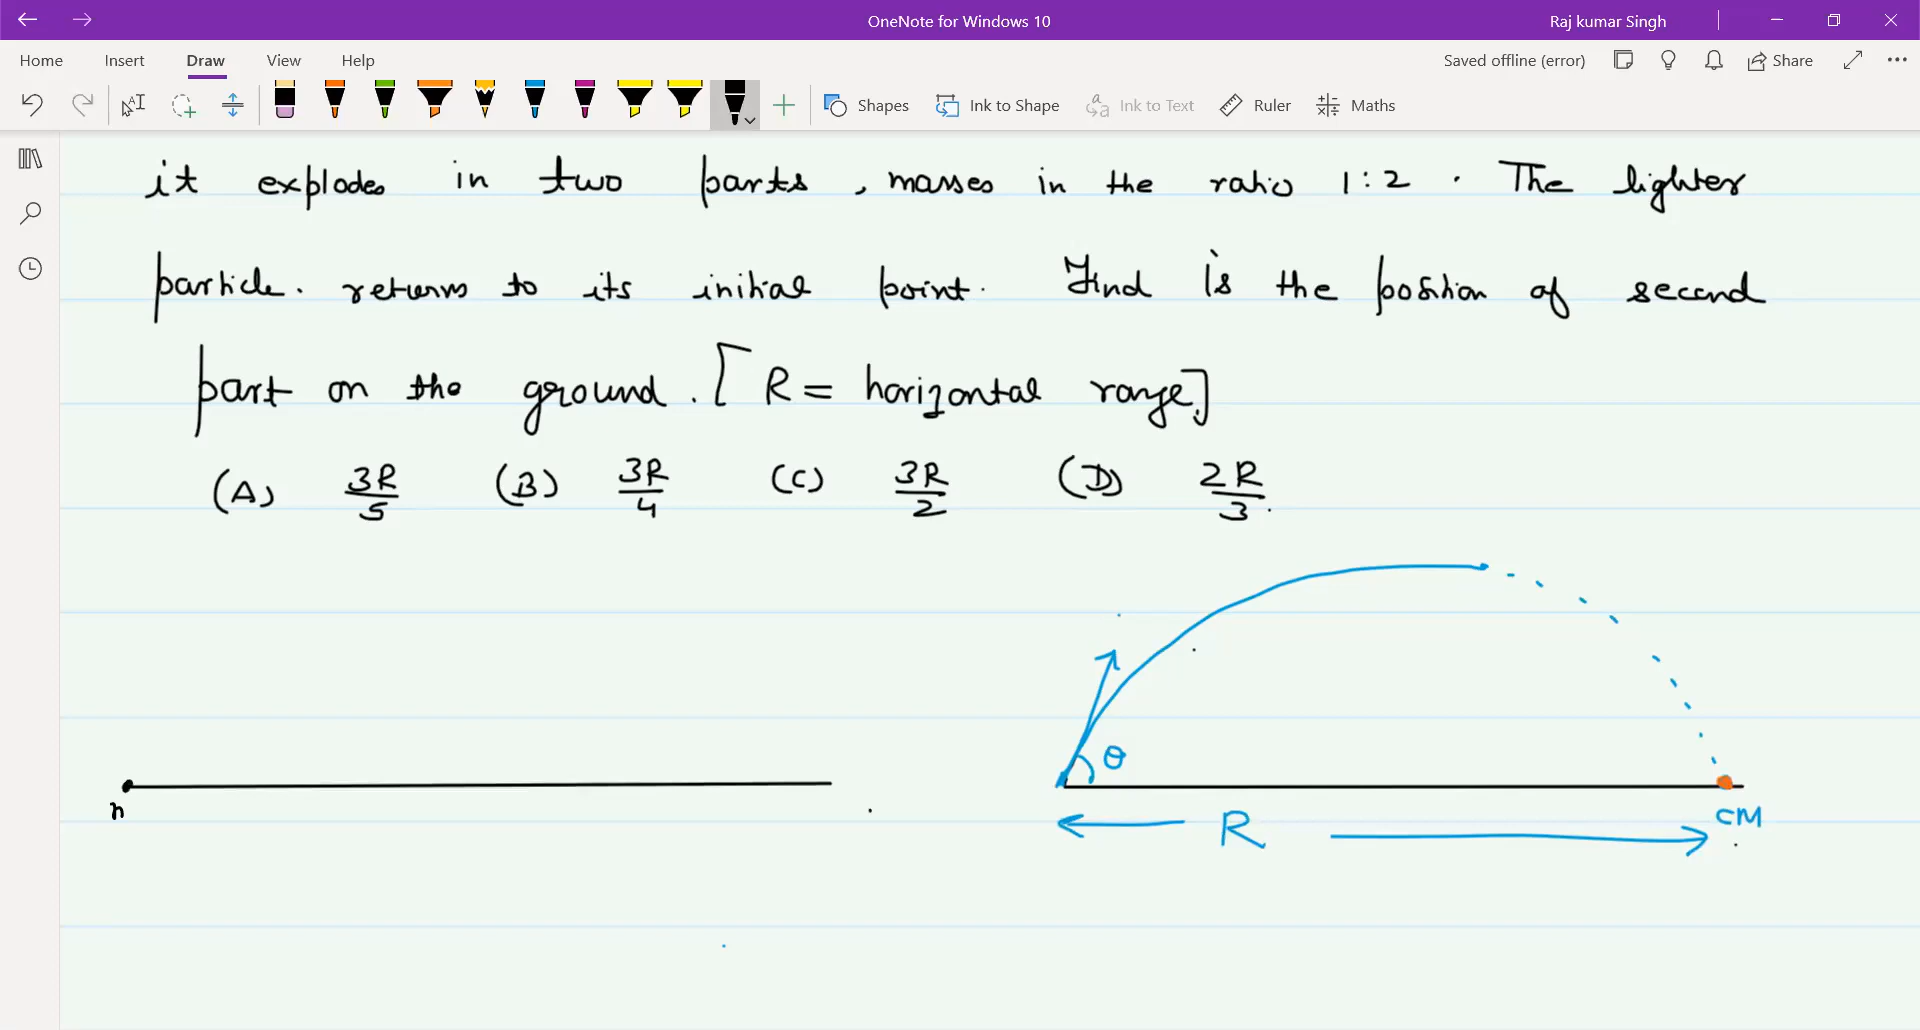 OneNote for Windows 10
Raj kumar Singh
Home Insert Draw View Help
Saved offline (error) Share
Shapes Ink to Shape Ink to Text Ruler Maths
it explodes in two parts, masses in the ratio 1:2. The lighter
particle. returns to its initial point. Find is the position of second
part on the ground. [R = horizontal range]
(A) 3R/5 (B) 3R/4 (C) 3R/2 (D) 2R/3.
θ
R
CM